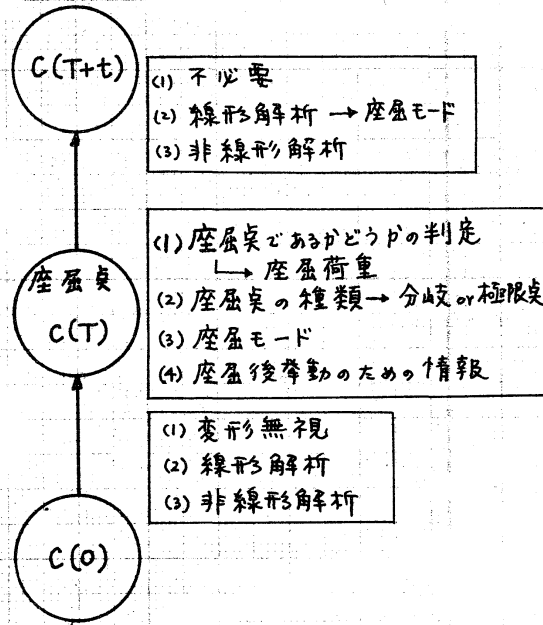 C(T+t)
(1) 不必要
(2) 線形解析 → 座屈モード
(3) 非線形解析
座屈点
C(T)
(1) 座屈点であるかどうかの判定
↳ 座屈荷重
(2) 座屈点の種類 → 分岐 or 極限点
(3) 座屈モード
(4) 座屈後挙動のための情報
(1) 変形無視
(2) 線形解析
(3) 非線形解析
C(0)